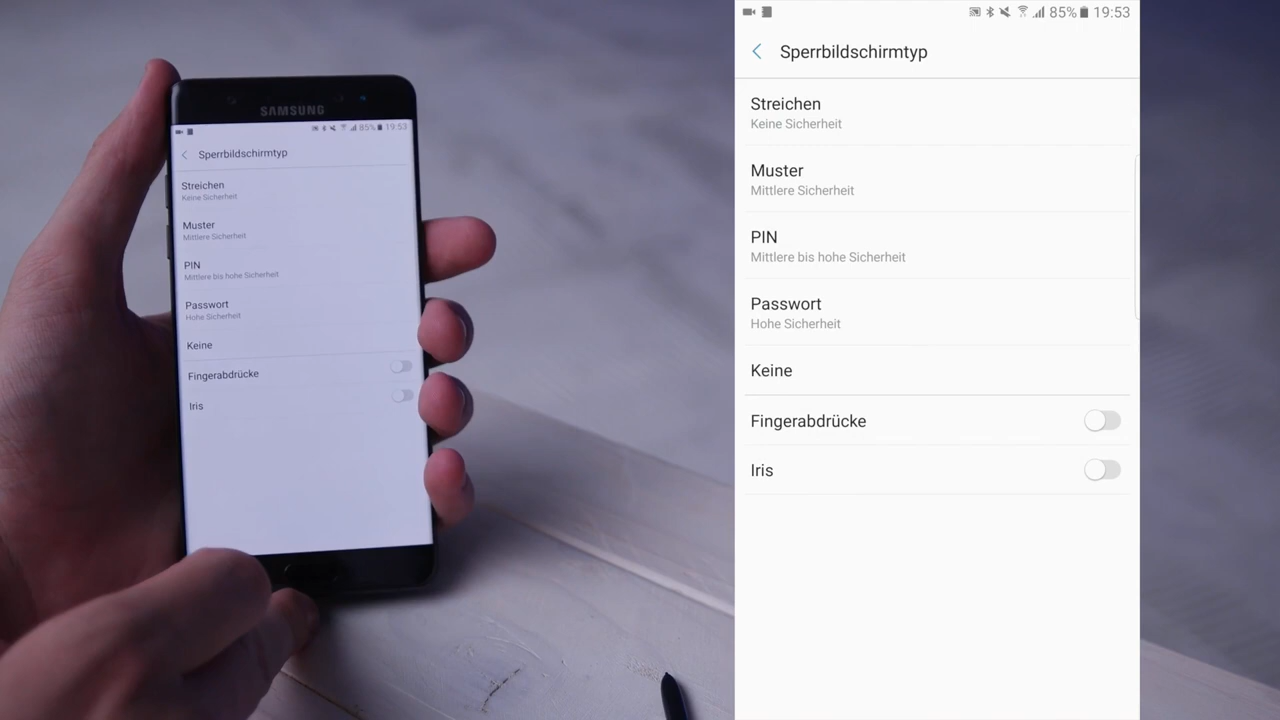 SAMSUNG
85% 19:53
Sperrbildschirmtyp
Streichen
Keine Sicherheit
Muster
Mittlere Sicherheit
PIN
Mittlere bis hohe Sicherheit
Passwort
Hohe Sicherheit
Keine
Fingerabdrücke
Iris
85% 19:53
Sperrbildschirmtyp
Streichen
Keine Sicherheit
Muster
Mittlere Sicherheit
PIN
Mittlere bis hohe Sicherheit
Passwort
Hohe Sicherheit
Keine
Fingerabdrücke
Iris